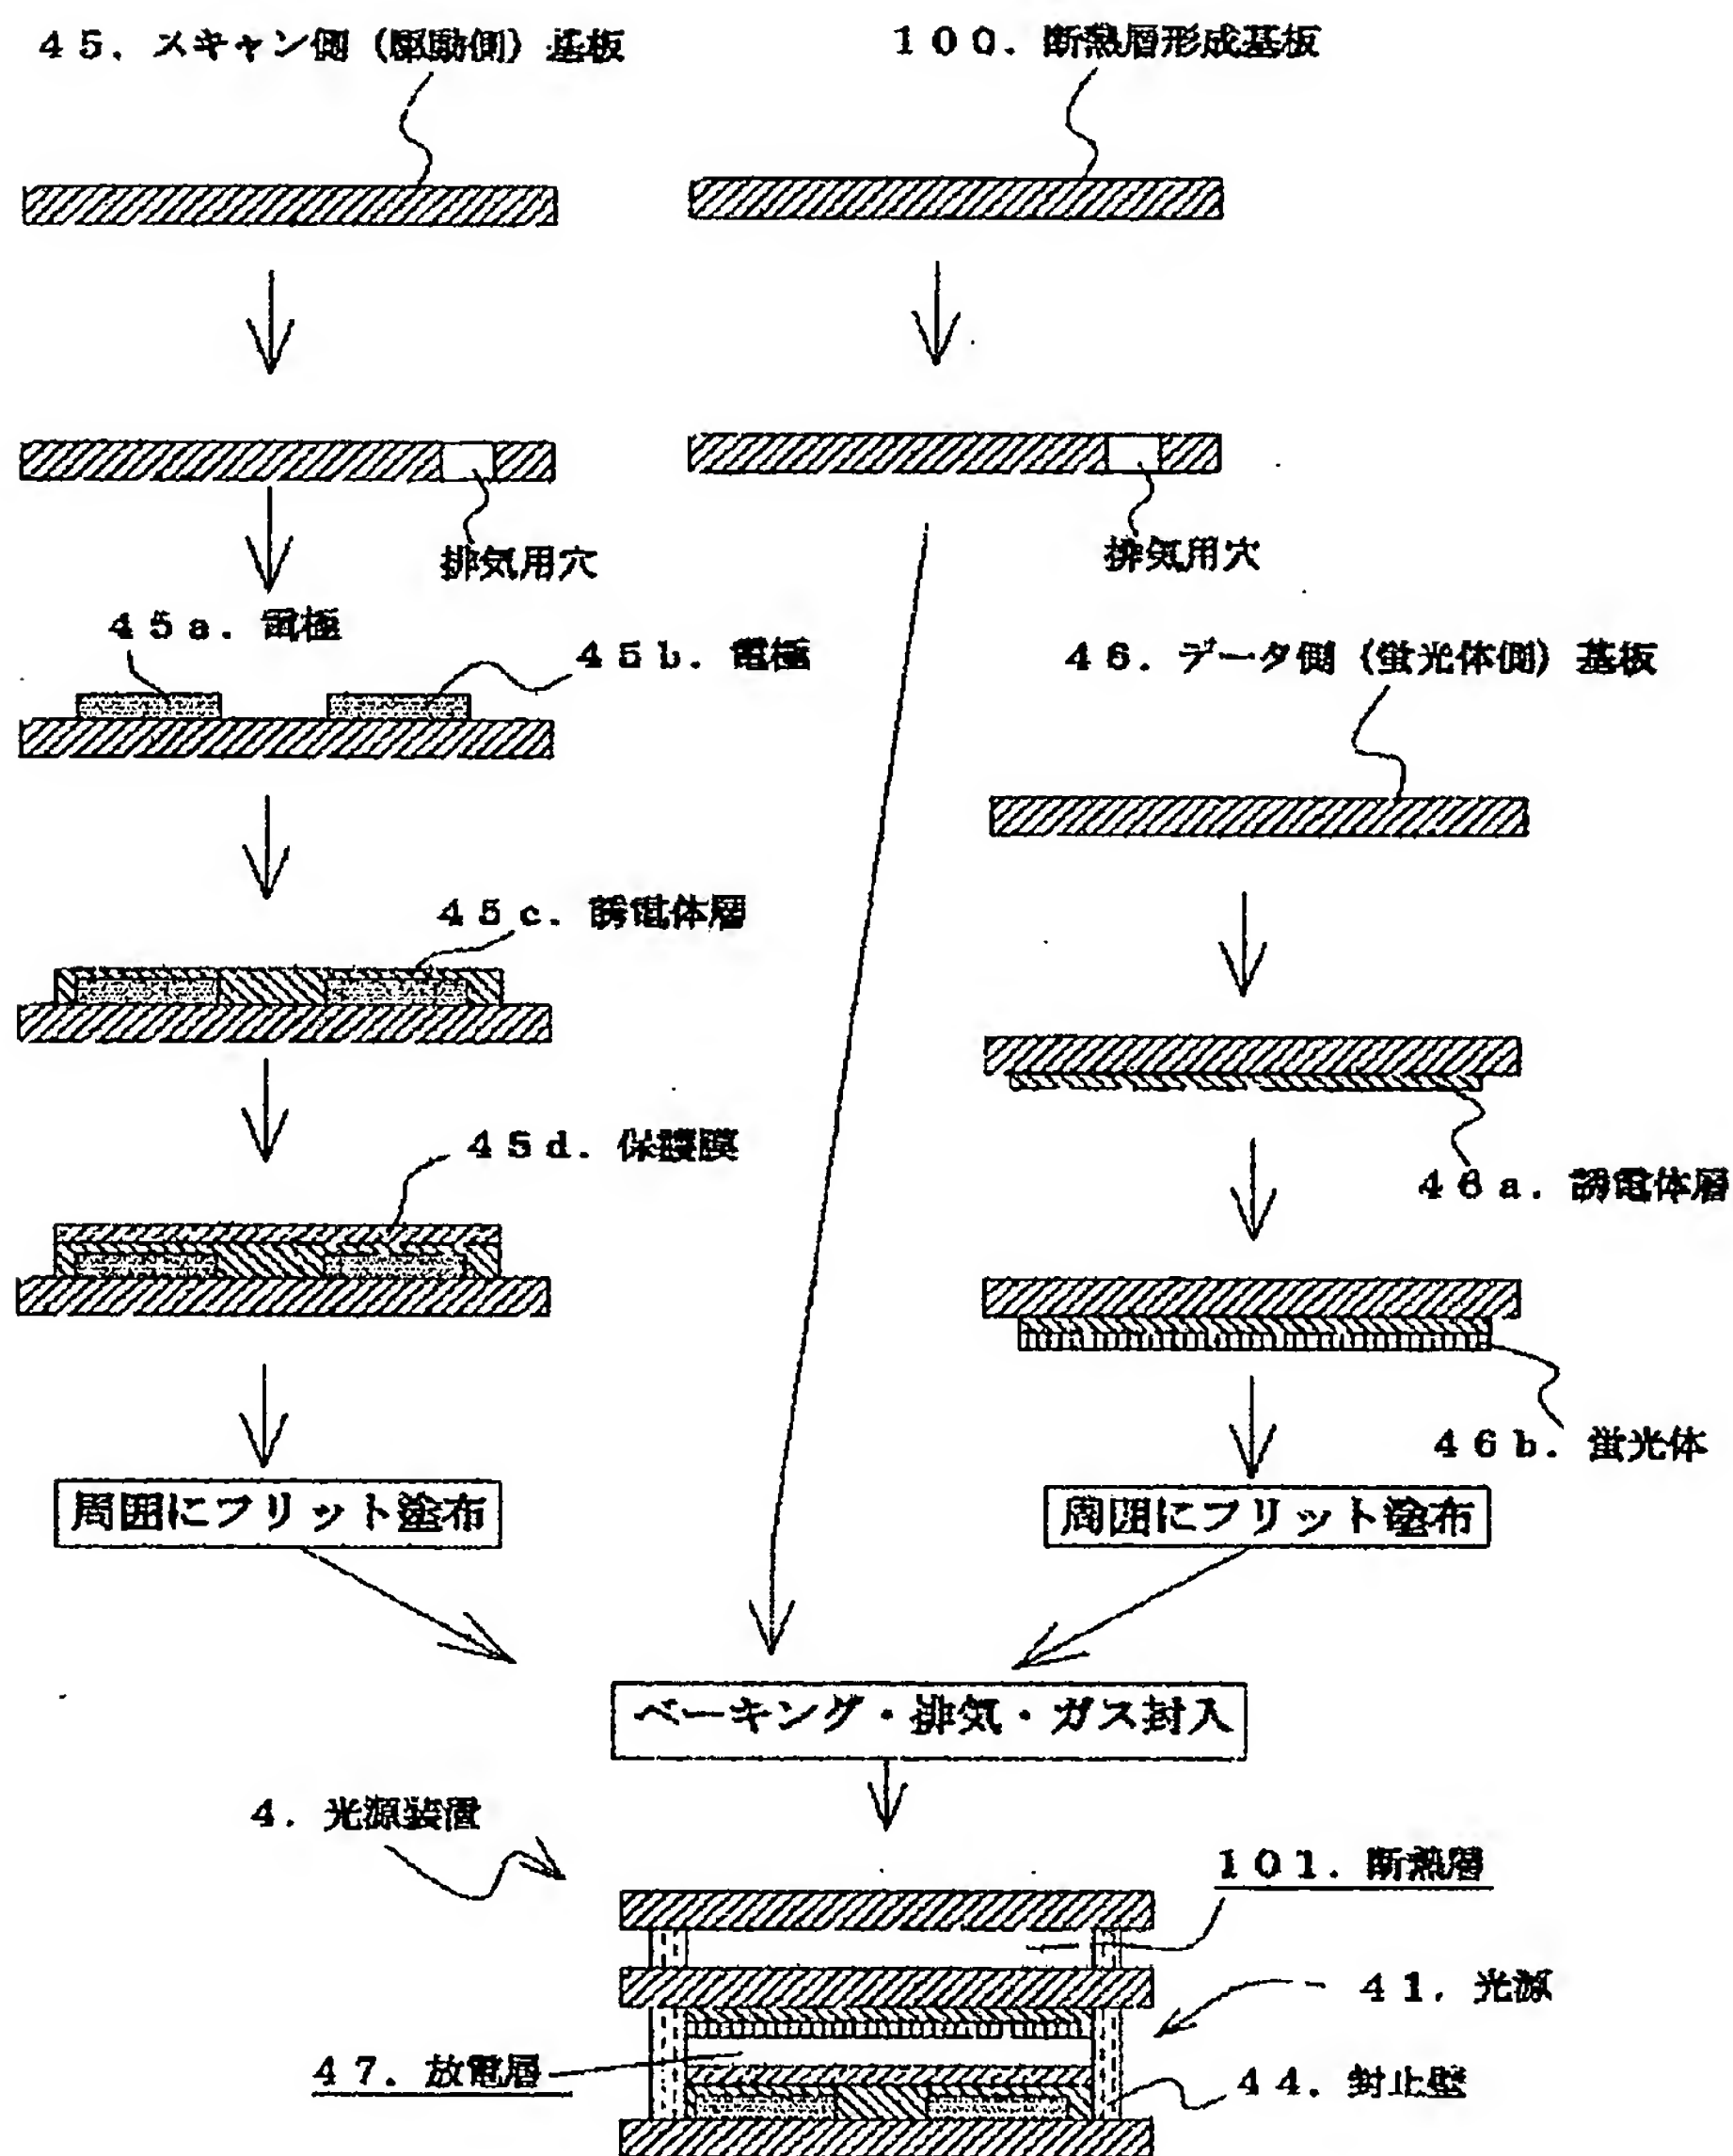 45. スキャン側（駆動側）基板
100. 断熱層形成基板
排気用穴
排気用穴
45a. 電極
45b. 電極
46. データ側（蛍光体側）基板
45c. 誘電体層
45d. 保護膜
46a. 誘電体層
46b. 蛍光体
周囲にフリット塗布
周囲にフリット塗布
ベーキング・排気・ガス封入
4. 光源装置
101. 断熱層
41. 光源
47. 放電層
44. 封止壁